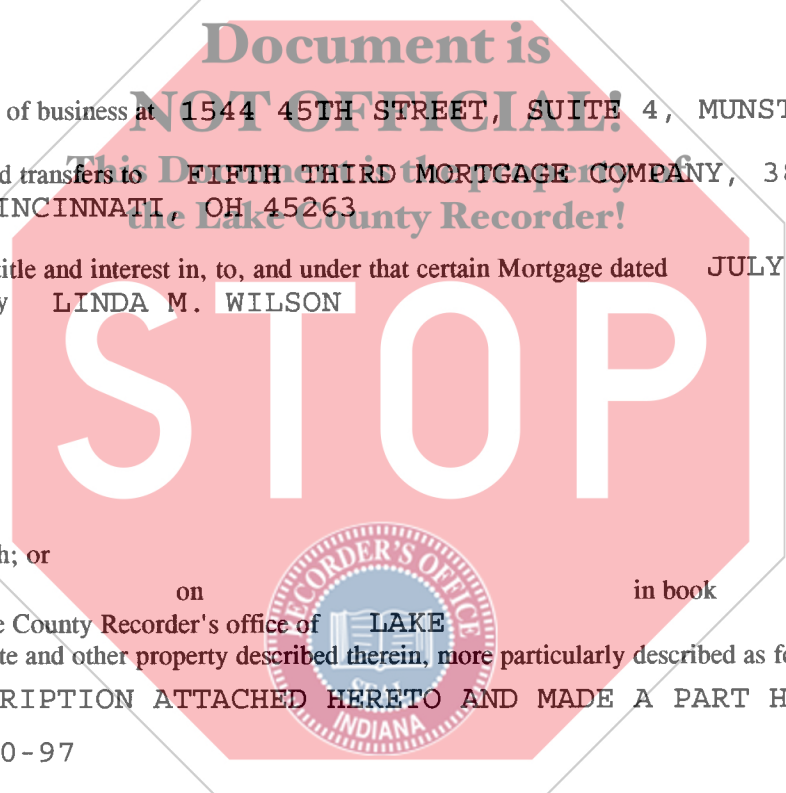 Document is
NOT OFFICIAL!
of business at 1544 45TH STREET, SUITE 4, MUNST
This Document is the property of
d transfers to FIFTH THIRD MORTGAGE COMPANY, 38
INCINNATI, OH 45263
the Lake County Recorder!
title and interest in, to, and under that certain Mortgage dated JULY
y LINDA M. WILSON
STOP
h; or
on in book
e County Recorder's office of LAKE
te and other property described therein, more particularly described as fo
RIPTION ATTACHED HERETO AND MADE A PART H
0-97
RECORDER'S OFFICE
SEAL
INDIANA